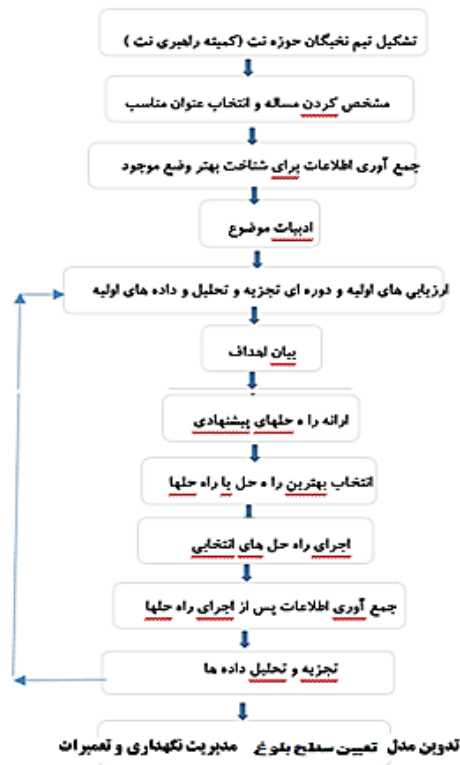 تشکیل تیم نخبگان حوزه نت (کمیته راهبری نت )
مشخص کردن مساله و انتخاب عنوان مناسب
جمع آوری اطلاعات برای شناخت بهتر وضع موجود
ادبیات موضوع
ارزیابی های اولیه و دوره ای تجزیه و تحلیل و داده های اولیه
بیان اهداف
ارائه را ه حلهای پیشنهادی
انتخاب بهترین را ه حل یا راه حلها
اجرای راه حل های انتخابی
جمع آوری اطلاعات پس از اجرای راه حلها
تجزیه و تحلیل داده ها
تدوین مدل تعیین سطح بلوغ مدیریت نگهداری و تعمیرات